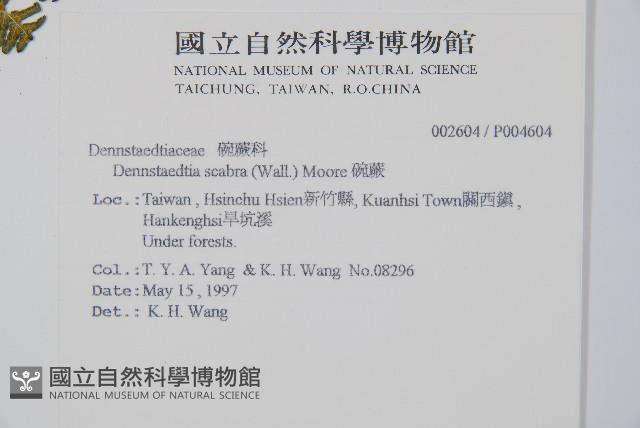 國立自然科學博物館
NATIONAL MUSEUM OF NATURAL SCIENCE
TAICHUNG, TAIWAN, R.O.CHINA
002604 / P004604
Dennstaedtiaceae 碗蕨科
Dennstaedtia scabra (Wall.) Moore 碗蕨
Loc.:Taiwan , Hsinchu Hsien新竹縣, Kuanhsi Town關西鎮 ,
Hankenghsi旱坑溪
Under forests.
Col.:T. Y. A. Yang & K. H. Wang No.08296
Date:May 15 , 1997
Det.: K. H. Wang
國立自然科學博物館
NATIONAL MUSEUM OF NATURAL SCIENCE